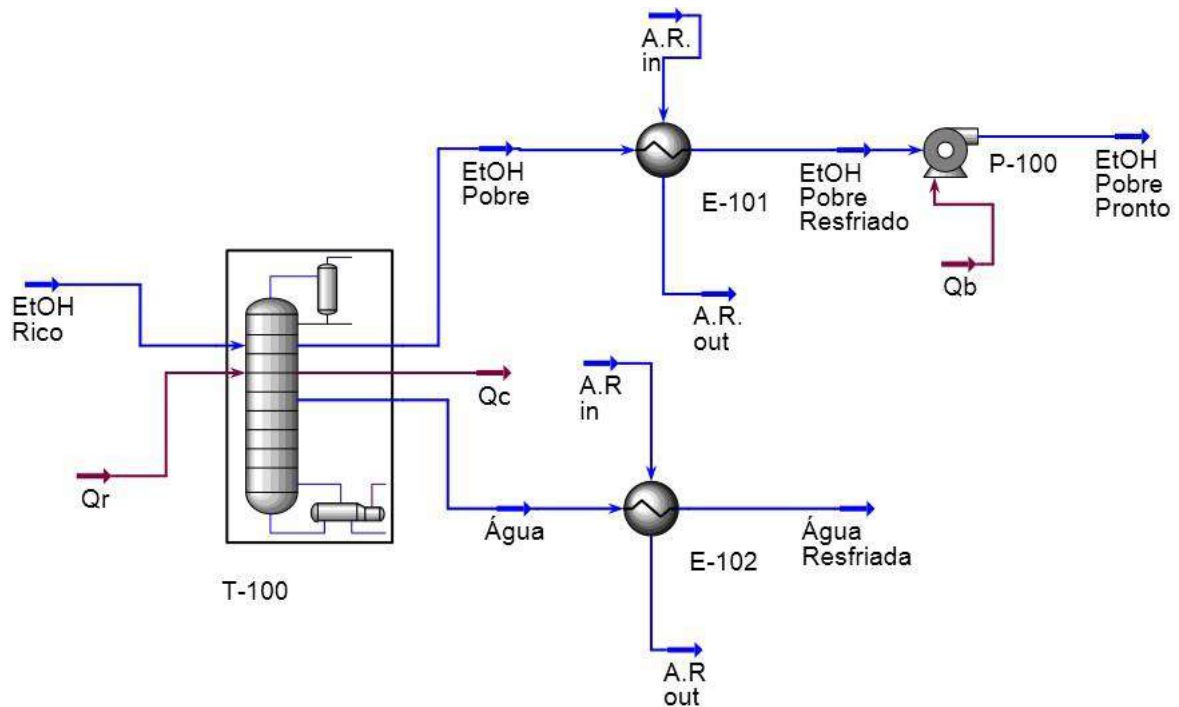 A.R.
in
EtOH
Pobre
E-101
EtOH
Pobre
Resfriado
P-100
EtOH
Pobre
Pronto
Qb
A.R.
out
EtOH
Rico
Qr
Qc
T-100
A.R
in
Água
E-102
Água
Resfriada
A.R
out